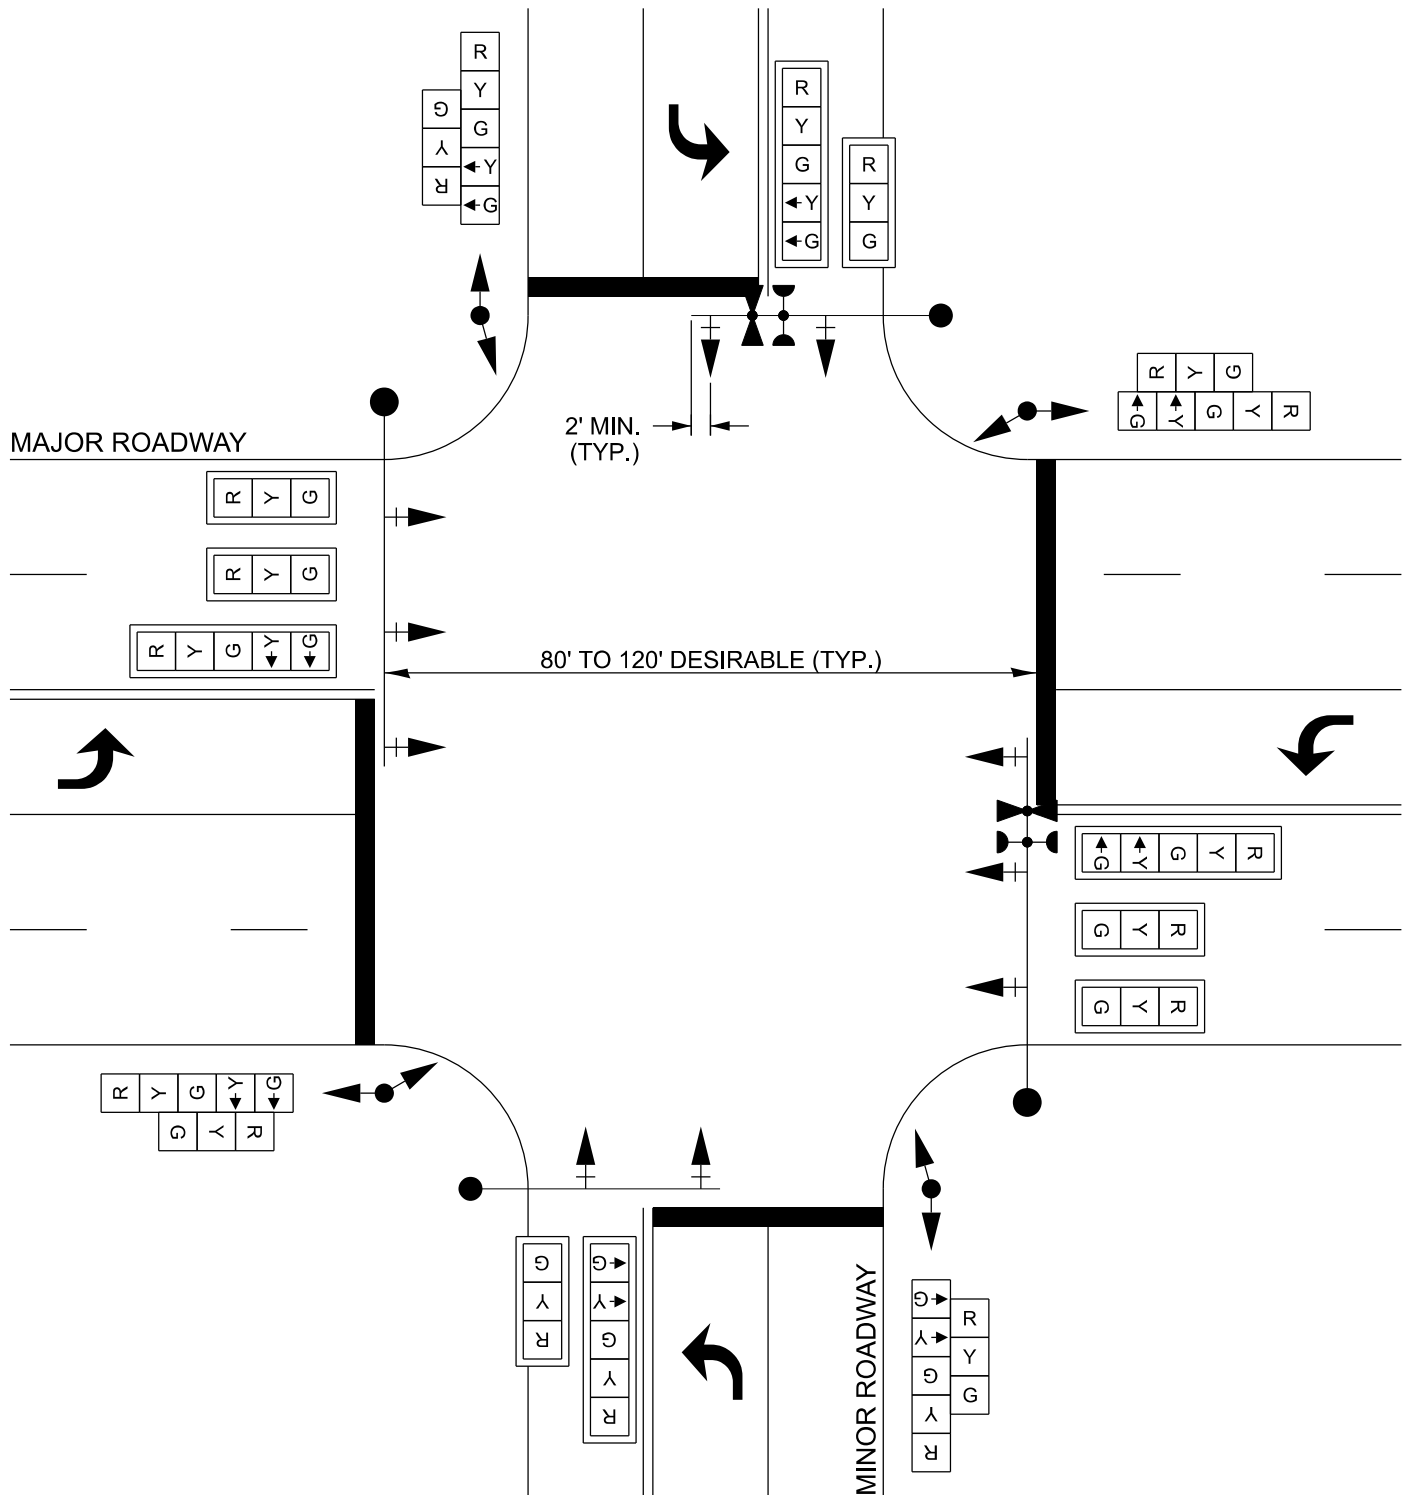 R
Y
G
←Y
←G
G
Y
R
R
Y
G
←Y
←G
R
Y
G
2' MIN.
(TYP.)
R Y G
←G ←Y G Y R
MAJOR ROADWAY
R Y G
R Y G
R Y G ←Y ←G
80' TO 120' DESIRABLE (TYP.)
←G ←Y G Y R
G Y R
G Y R
R Y G ←Y ←G
G Y R
G
Y
R
←G
←Y
G
Y
R
MINOR ROADWAY
←G
←Y
G
Y
R
R
Y
G